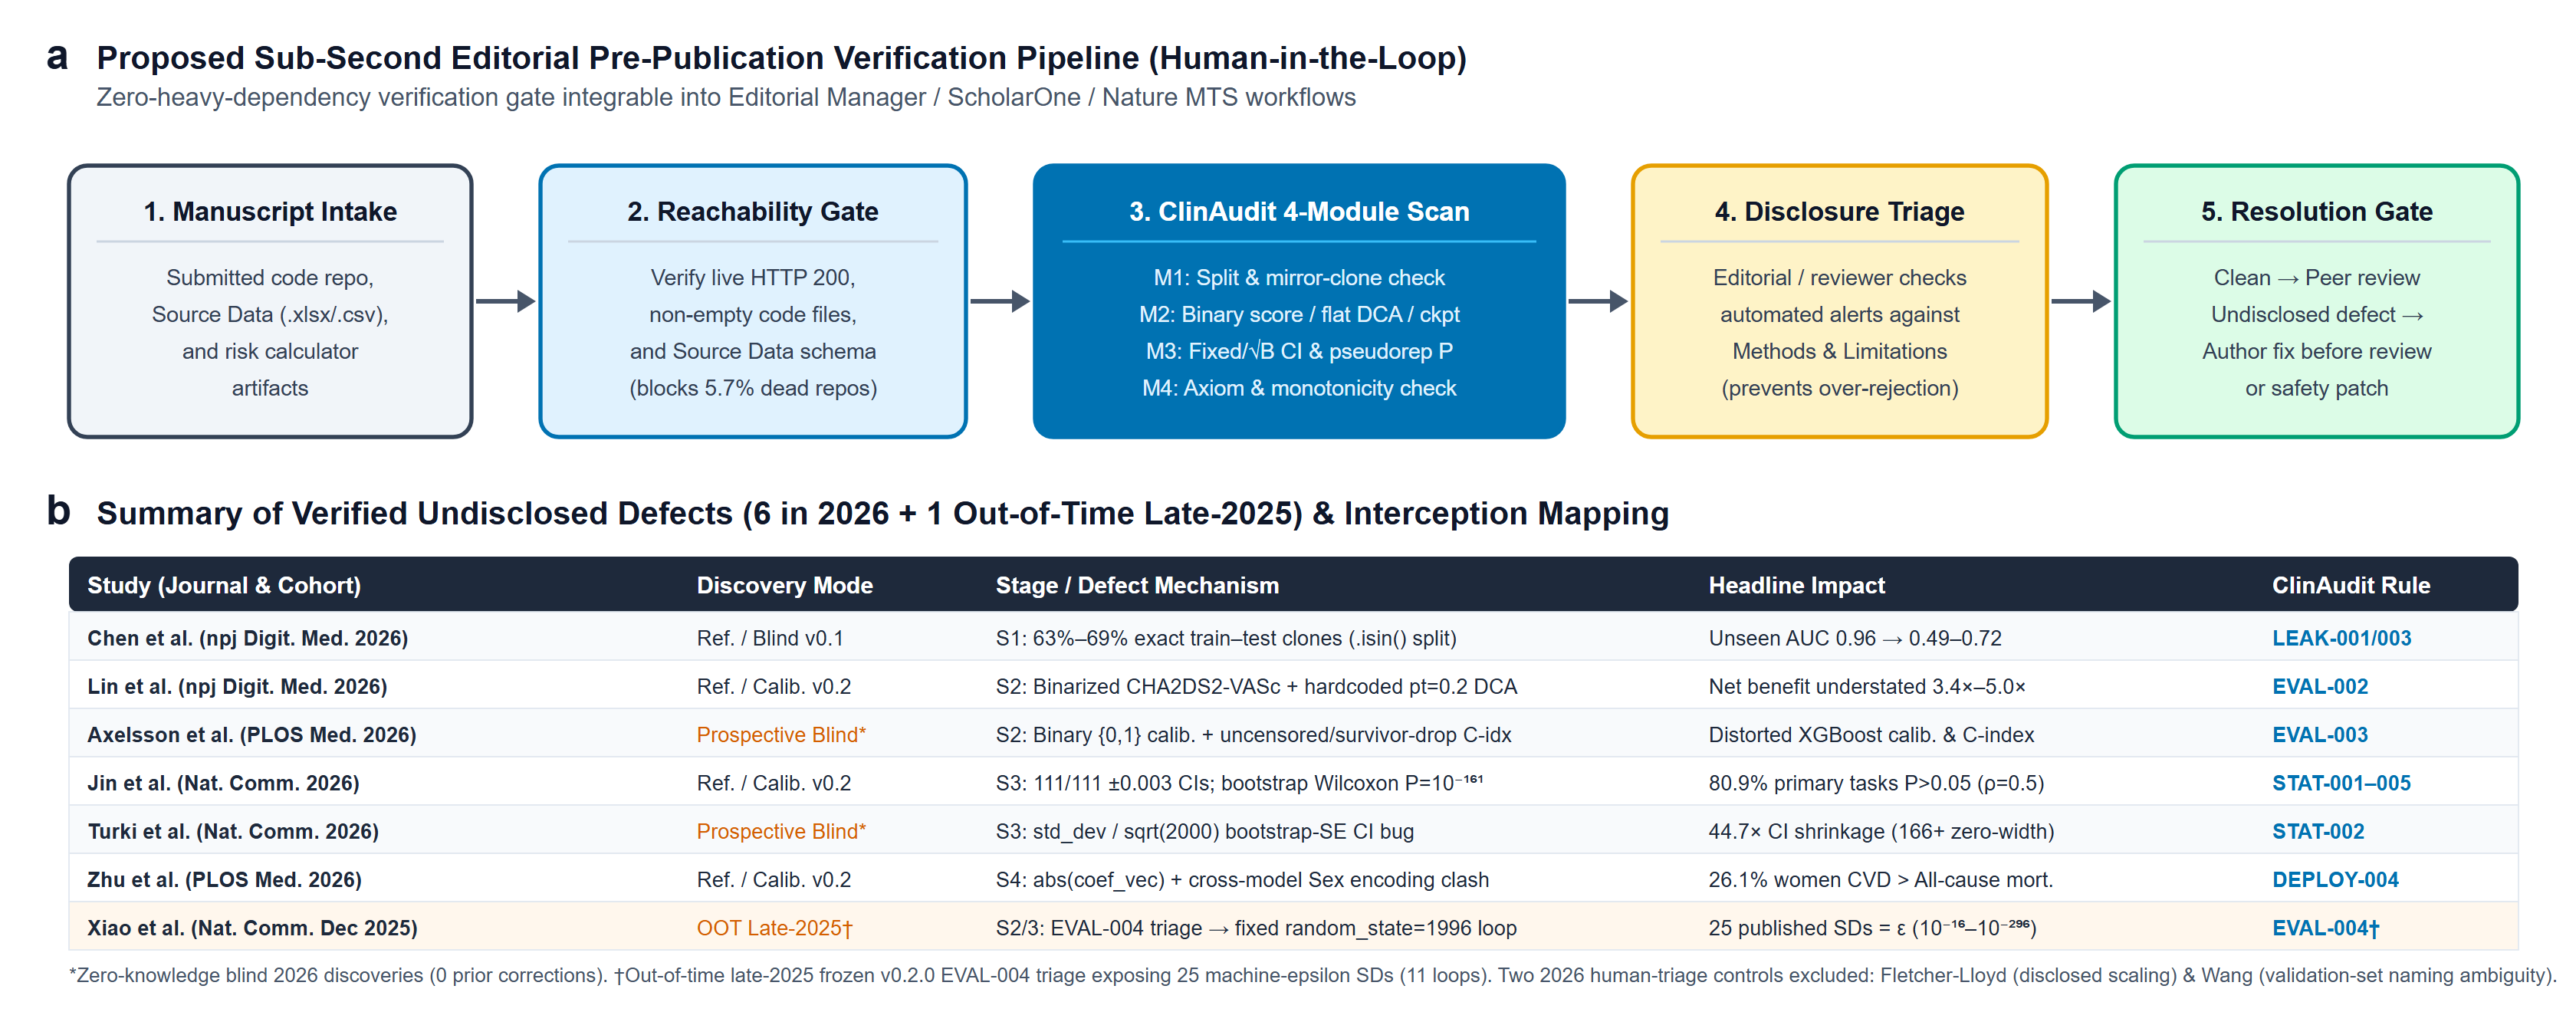 a Proposed Sub-Second Editorial Pre-Publication Verification Pipeline (Human-in-the-Loop)
Zero-heavy-dependency verification gate integrable into Editorial Manager / ScholarOne / Nature MTS workflows
1. Manuscript Intake
Submitted code repo,
Source Data (.xlsx/.csv),
and risk calculator
artifacts
2. Reachability Gate
Verify live HTTP 200,
non-empty code files,
and Source Data schema
(blocks 5.7% dead repos)
3. ClinAudit 4-Module Scan
M1: Split & mirror-clone check
M2: Binary score / flat DCA / ckpt
M3: Fixed/√B CI & pseudorep P
M4: Axiom & monotonicity check
4. Disclosure Triage
Editorial / reviewer checks
automated alerts against
Methods & Limitations
(prevents over-rejection)
5. Resolution Gate
Clean → Peer review
Undisclosed defect →
Author fix before review
or safety patch
b Summary of Verified Undisclosed Defects (6 in 2026 + 1 Out-of-Time Late-2025) & Interception Mapping
Study (Journal & Cohort) Discovery Mode Stage / Defect Mechanism Headline Impact ClinAudit Rule
Chen et al. (npj Digit. Med. 2026) Ref. / Blind v0.1 S1: 63%–69% exact train–test clones (.isin() split) Unseen AUC 0.96 → 0.49–0.72 LEAK-001/003
Lin et al. (npj Digit. Med. 2026) Ref. / Calib. v0.2 S2: Binarized CHA2DS2-VASc + hardcoded pt=0.2 DCA Net benefit understated 3.4×–5.0× EVAL-002
Axelsson et al. (PLOS Med. 2026) Prospective Blind* S2: Binary {0,1} calib. + uncensored/survivor-drop C-idx Distorted XGBoost calib. & C-index EVAL-003
Jin et al. (Nat. Comm. 2026) Ref. / Calib. v0.2 S3: 111/111 ±0.003 CIs; bootstrap Wilcoxon P=10⁻¹⁶¹ 80.9% primary tasks P>0.05 (ρ=0.5) STAT-001–005
Turki et al. (Nat. Comm. 2026) Prospective Blind* S3: std_dev / sqrt(2000) bootstrap-SE CI bug 44.7× CI shrinkage (166+ zero-width) STAT-002
Zhu et al. (PLOS Med. 2026) Ref. / Calib. v0.2 S4: abs(coef_vec) + cross-model Sex encoding clash 26.1% women CVD > All-cause mort. DEPLOY-004
Xiao et al. (Nat. Comm. Dec 2025) OOT Late-2025† S2/3: EVAL-004 triage → fixed random_state=1996 loop 25 published SDs = ε (10⁻¹⁶–10⁻²⁹⁶) EVAL-004†
*Zero-knowledge blind 2026 discoveries (0 prior corrections). †Out-of-time late-2025 frozen v0.2.0 EVAL-004 triage exposing 25 machine-epsilon SDs (11 loops). Two 2026 human-triage controls excluded: Fletcher-Lloyd (disclosed scaling) & Wang (validation-set naming ambiguity).